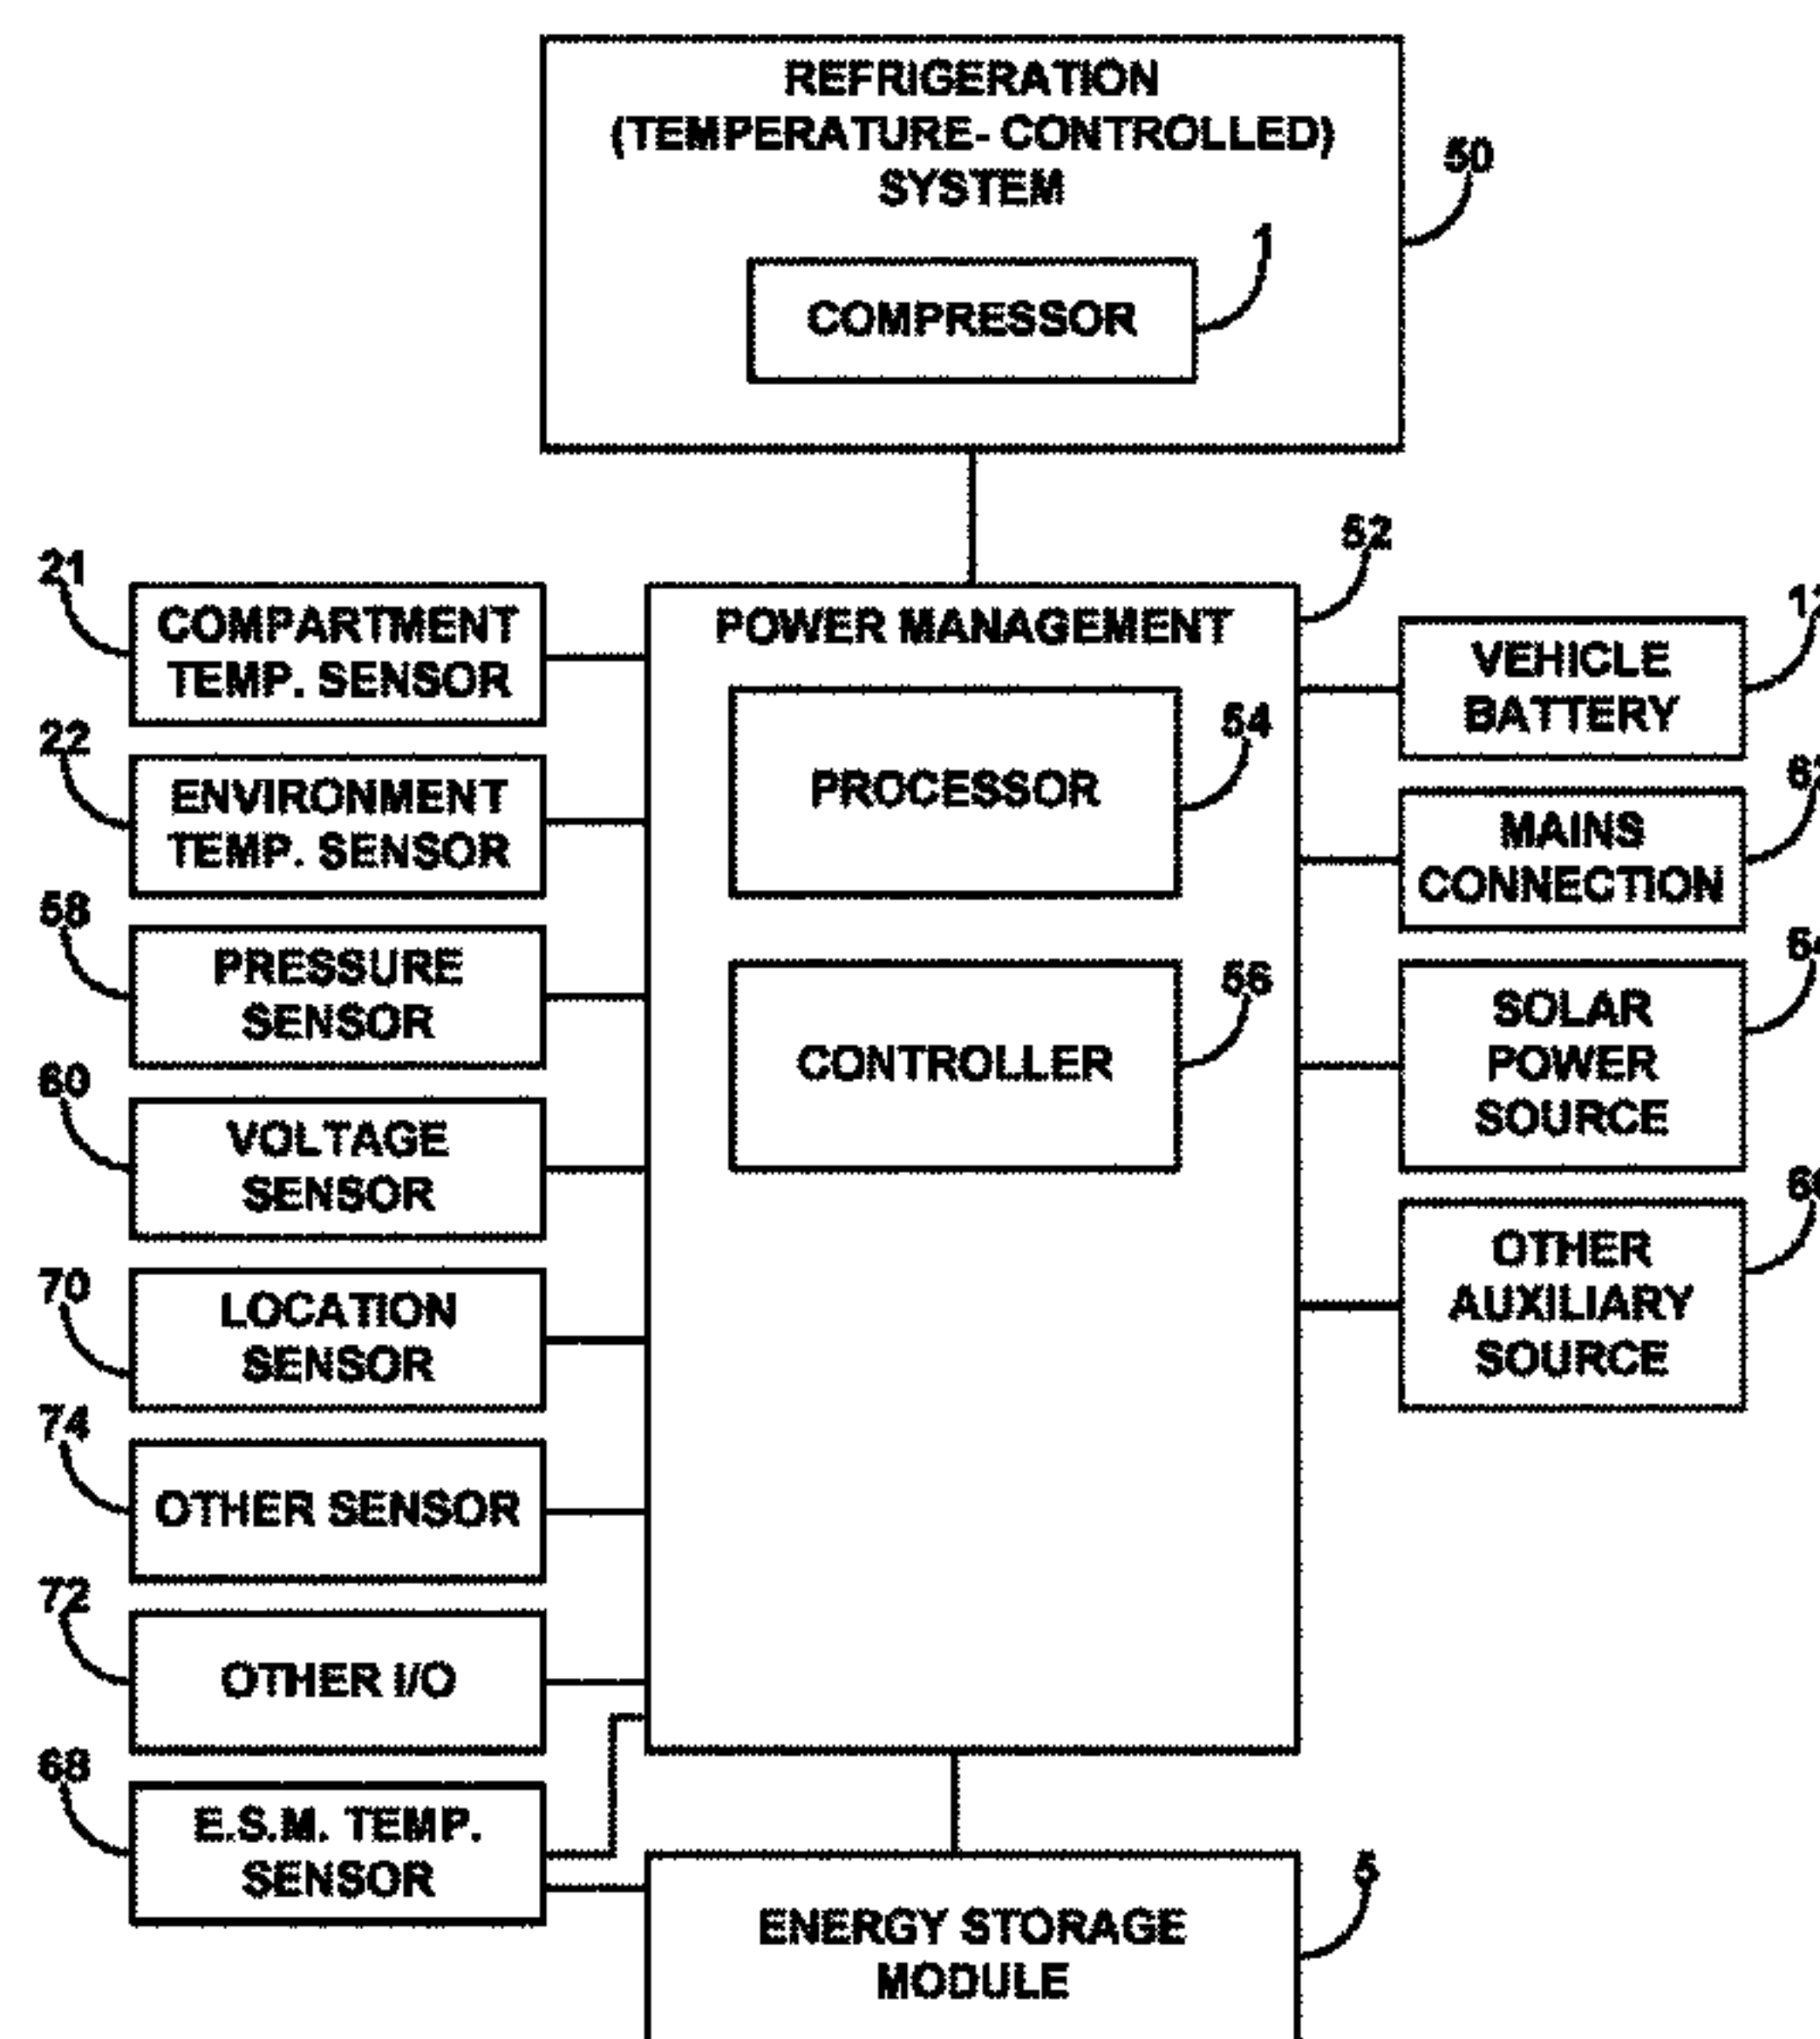 REFRIGERATION
(TEMPERATURE- CONTROLLED)
SYSTEM
50
1
COMPRESSOR
52
POWER MANAGEMENT
54
PROCESSOR
56
CONTROLLER
21
COMPARTMENT
TEMP. SENSOR
22
ENVIRONMENT
TEMP. SENSOR
58
PRESSURE
SENSOR
60
VOLTAGE
SENSOR
70
LOCATION
SENSOR
74
OTHER SENSOR
72
OTHER I/O
68
E.S.M. TEMP.
SENSOR
VEHICLE
BATTERY
MAINS
CONNECTION
SOLAR
POWER
SOURCE
OTHER
AUXILIARY
SOURCE
5
ENERGY STORAGE
MODULE